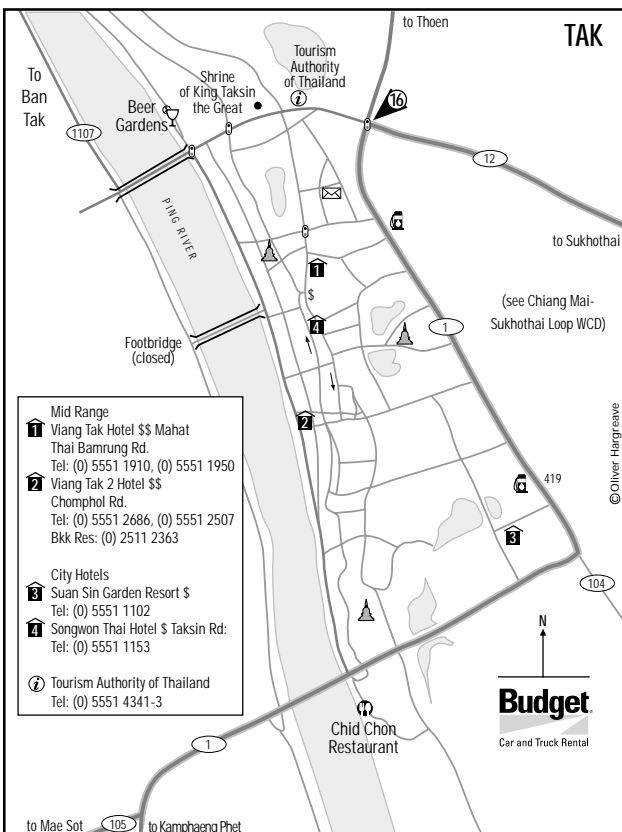 to Thoen
TAK
To
Ban
Tak
Tourism
Authority
of Thailand
Shrine
of King Taksin
the Great
Beer
Gardens
16
1107
12
PING RIVER
to Sukhothai
1
$
(see Chiang Mai-
Sukhothai Loop WCD)
4
1
Footbridge
(closed)
2
Mid Range
1 Viang Tak Hotel $$ Mahat
Thai Bamrung Rd.
Tel: (0) 5551 1910, (0) 5551 1950
2 Viang Tak 2 Hotel $$
Chomphol Rd.
Tel: (0) 5551 2686, (0) 5551 2507
Bkk Res: (0) 2511 2363
City Hotels
3 Suan Sin Garden Resort $
Tel: (0) 5551 1102
4 Songwon Thai Hotel $ Taksin Rd:
Tel: (0) 5551 1153
i Tourism Authority of Thailand
Tel: (0) 5551 4341-3
©Oliver Hargreave
419
3
104
N
Budget
Car and Truck Rental
Chid Chon
Restaurant
1
to Mae Sot
105
to Kamphaeng Phet